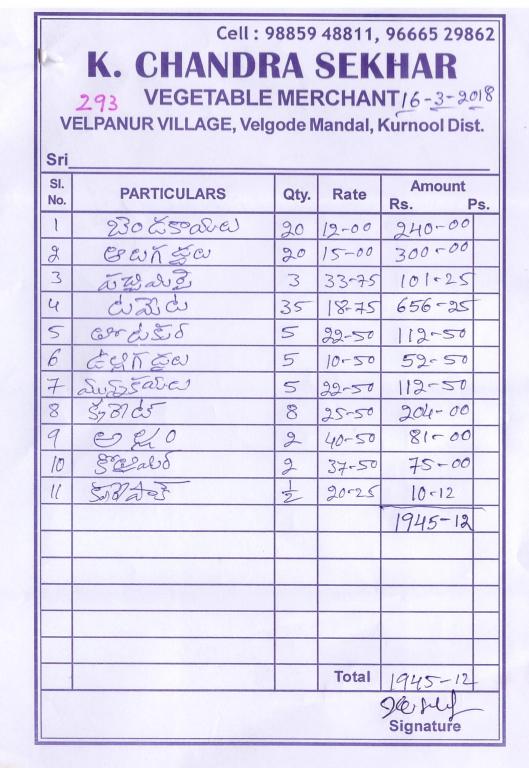 Cell : 98859 48811, 96665 29862
K. CHANDRA SEKHAR
293 VEGETABLE MERCHANT 16-3-2018
VELPANUR VILLAGE, Velgode Mandal, Kurnool Dist.
Sri
Sl. No. PARTICULARS Qty. Rate Amount Rs. Ps.
1 బెండకాయలు 20 12-00 240-00
2 ఆలుగడ్డలు 20 15-00 300-00
3 పచ్చిమిర్చి 3 33-75 101-25
4 టమోట 35 18-75 656-25
5 తోటకూర 5 22-50 112-50
6 ఉల్లిగడ్డలు 5 10-50 52-50
7 మునక్కాయలు 5 22-50 112-50
8 క్యారెట్ 8 25-50 204-00
9 అల్లం 2 40-50 81-00
10 2 37-50 75-00
11 ½ 20-25 10-12
1945-12
Total 1945-12
Signature